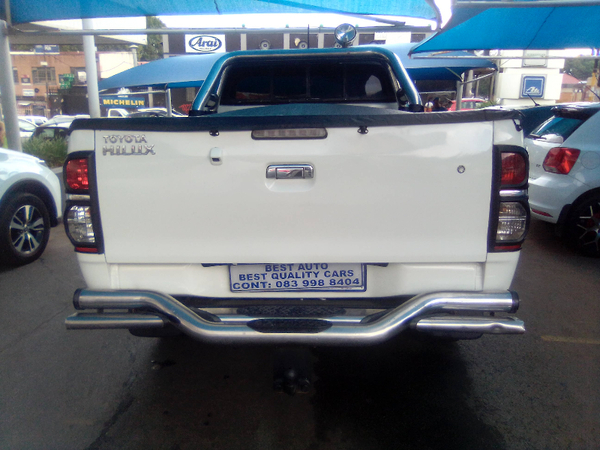 Arai
MICHELIN
TOYOTA
HILUX
BEST AUTO
BEST QUALITY CARS
CONT: 083 998 8404